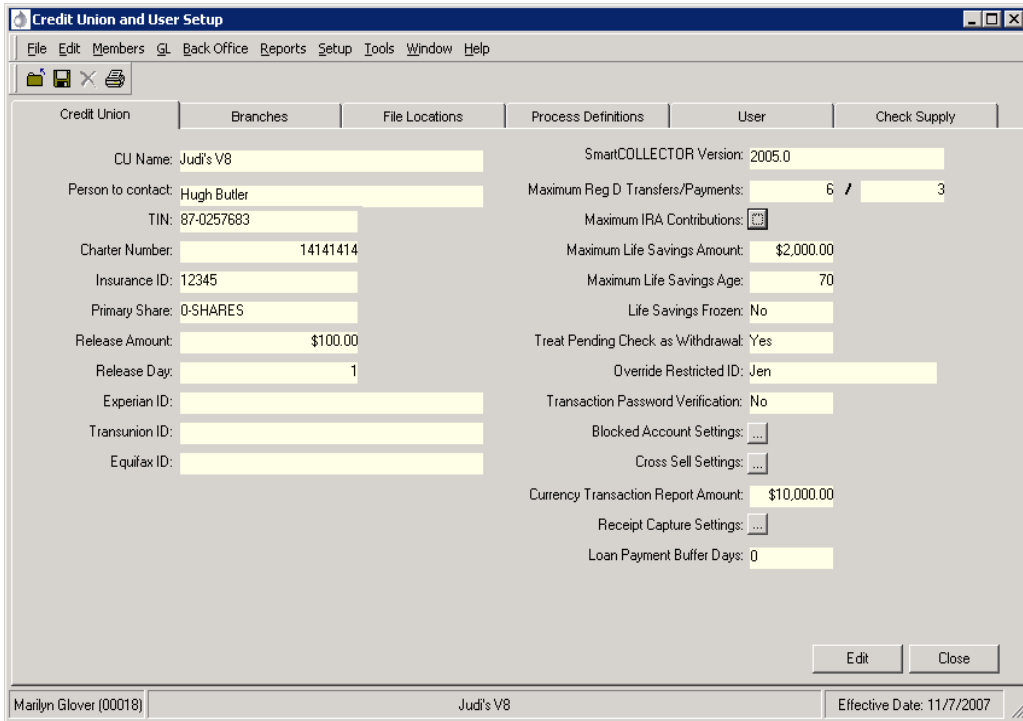 Credit Union and User Setup
File Edit Members GL Back Office Reports Setup Tools Window Help
Credit Union Branches File Locations Process Definitions User Check Supply
CU Name: Judi's V8
Person to contact: Hugh Butler
TIN: 87-0257683
Charter Number: 14141414
Insurance ID: 12345
Primary Share: 0-SHARES
Release Amount: $100.00
Release Day: 1
Experian ID:
Transunion ID:
Equifax ID:
SmartCOLLECTOR Version: 2005.0
Maximum Reg D Transfers/Payments: 6 / 3
Maximum IRA Contributions: ...
Maximum Life Savings Amount: $2,000.00
Maximum Life Savings Age: 70
Life Savings Frozen: No
Treat Pending Check as Withdrawal: Yes
Override Restricted ID: Jen
Transaction Password Verification: No
Blocked Account Settings: ...
Cross Sell Settings: ...
Currency Transaction Report Amount: $10,000.00
Receipt Capture Settings: ...
Loan Payment Buffer Days: 0
Edit Close
Marilyn Glover (00018) Judi's V8 Effective Date: 11/7/2007